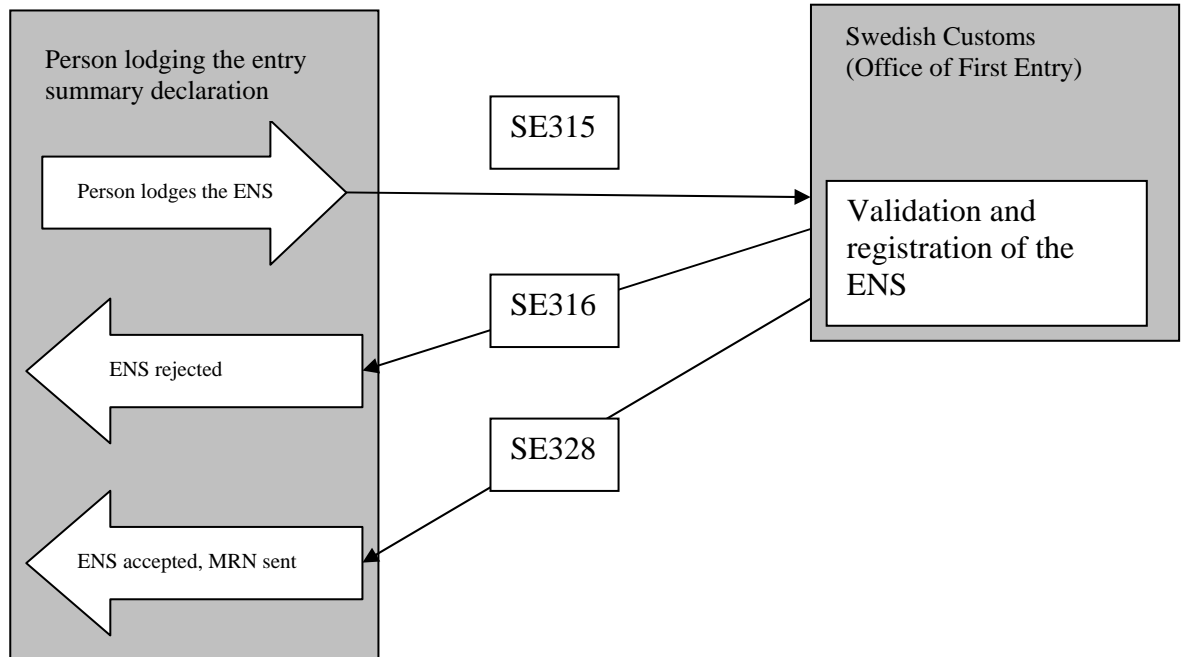 Person lodging the entry
summary declaration
Person lodges the ENS
ENS rejected
ENS accepted, MRN sent
SE315
SE316
SE328
Swedish Customs
(Office of First Entry)
Validation and
registration of the
ENS